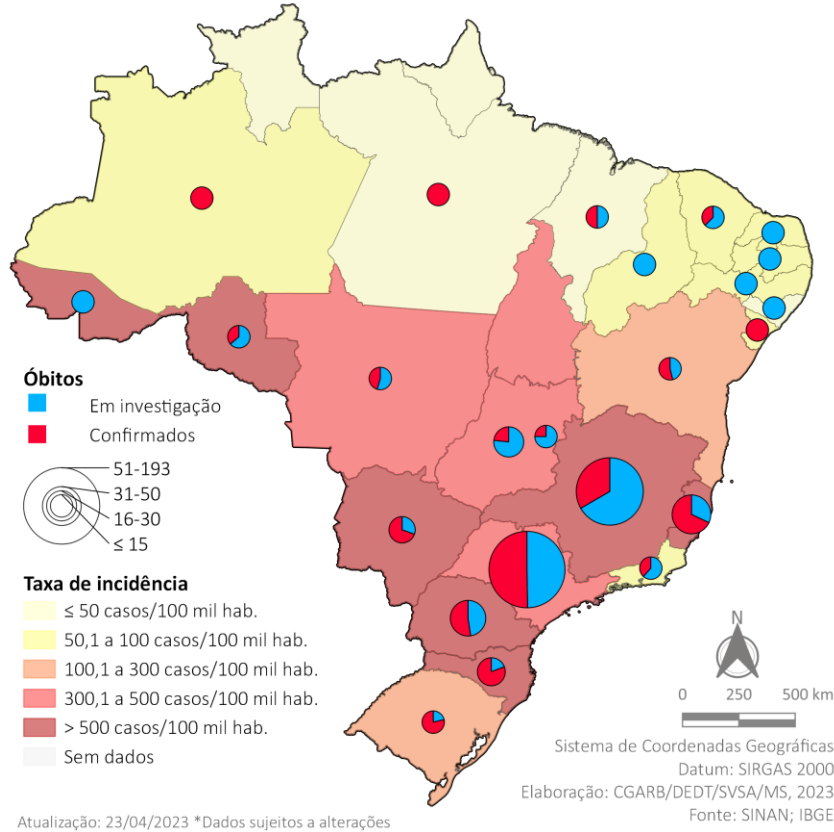 Óbitos
Em investigação
Confirmados
51-193
31-50
16-30
≤ 15
Taxa de incidência
≤ 50 casos/100 mil hab.
50,1 a 100 casos/100 mil hab.
100,1 a 300 casos/100 mil hab.
300,1 a 500 casos/100 mil hab.
> 500 casos/100 mil hab.
Sem dados
N
0 250 500 km
Sistema de Coordenadas Geográficas
Datum: SIRGAS 2000
Elaboração: CGARB/DEDT/SVSA/MS, 2023
Fonte: SINAN; IBGE
Atualização: 23/04/2023 *Dados sujeitos a alterações